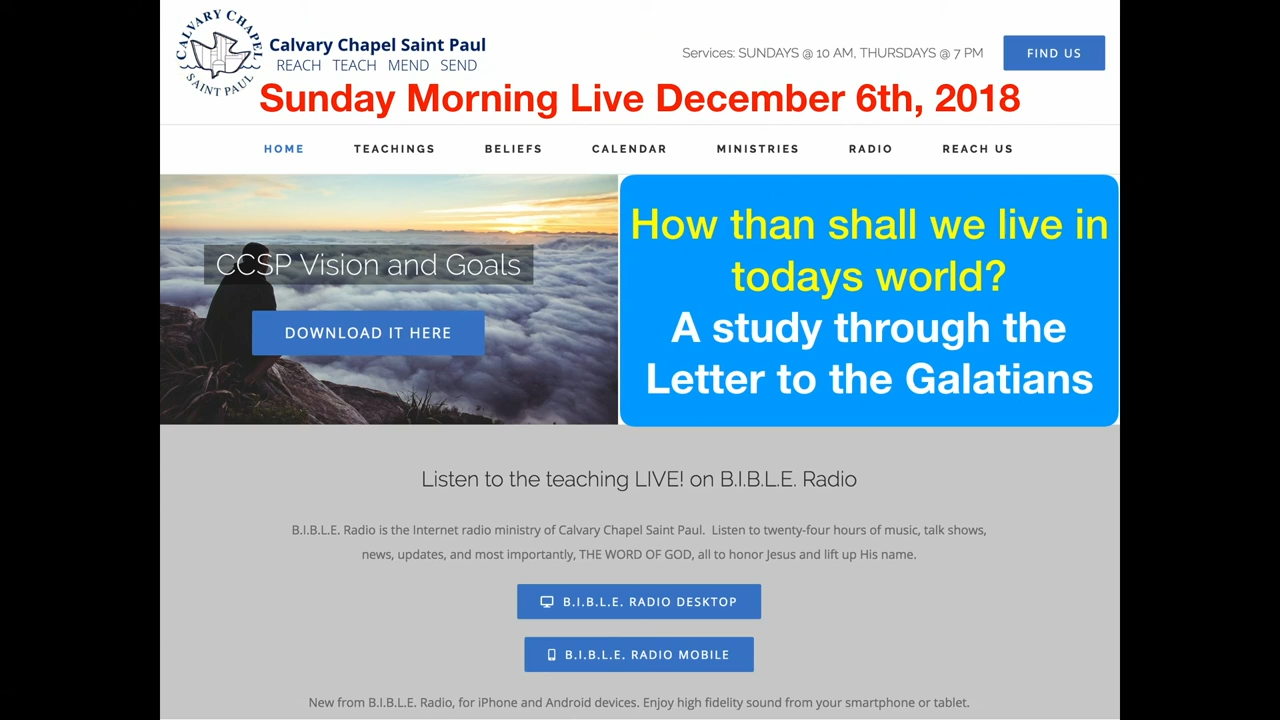 CALVARY CHAPEL
SAINT PAUL
Calvary Chapel Saint Paul
REACH TEACH MEND SEND
Services: SUNDAYS @ 10 AM, THURSDAYS @ 7 PM
FIND US
Sunday Morning Live December 6th, 2018
HOME TEACHINGS BELIEFS CALENDAR MINISTRIES RADIO REACH US
CCSP Vision and Goals
DOWNLOAD IT HERE
How than shall we live in
todays world?
A study through the
Letter to the Galatians
Listen to the teaching LIVE! on B.I.B.L.E. Radio
B.I.B.L.E. Radio is the Internet radio ministry of Calvary Chapel Saint Paul. Listen to twenty-four hours of music, talk shows,
news, updates, and most importantly, THE WORD OF GOD, all to honor Jesus and lift up His name.
B.I.B.L.E. RADIO DESKTOP
B.I.B.L.E. RADIO MOBILE
New from B.I.B.L.E. Radio, for iPhone and Android devices. Enjoy high fidelity sound from your smartphone or tablet.